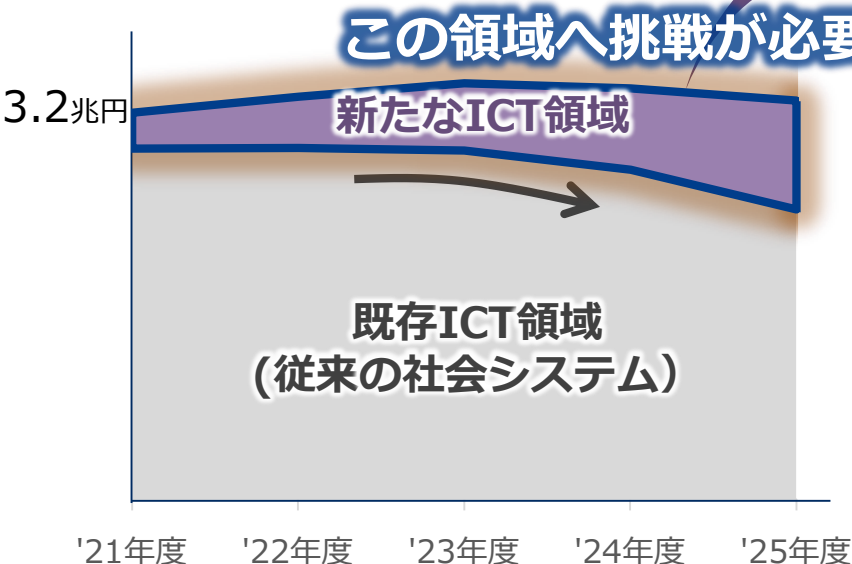 この領域へ挑戦が必要
3.2兆円
新たなICT領域
既存ICT領域
(従来の社会システム）
'21年度
'22年度
'23年度
'24年度
'25年度